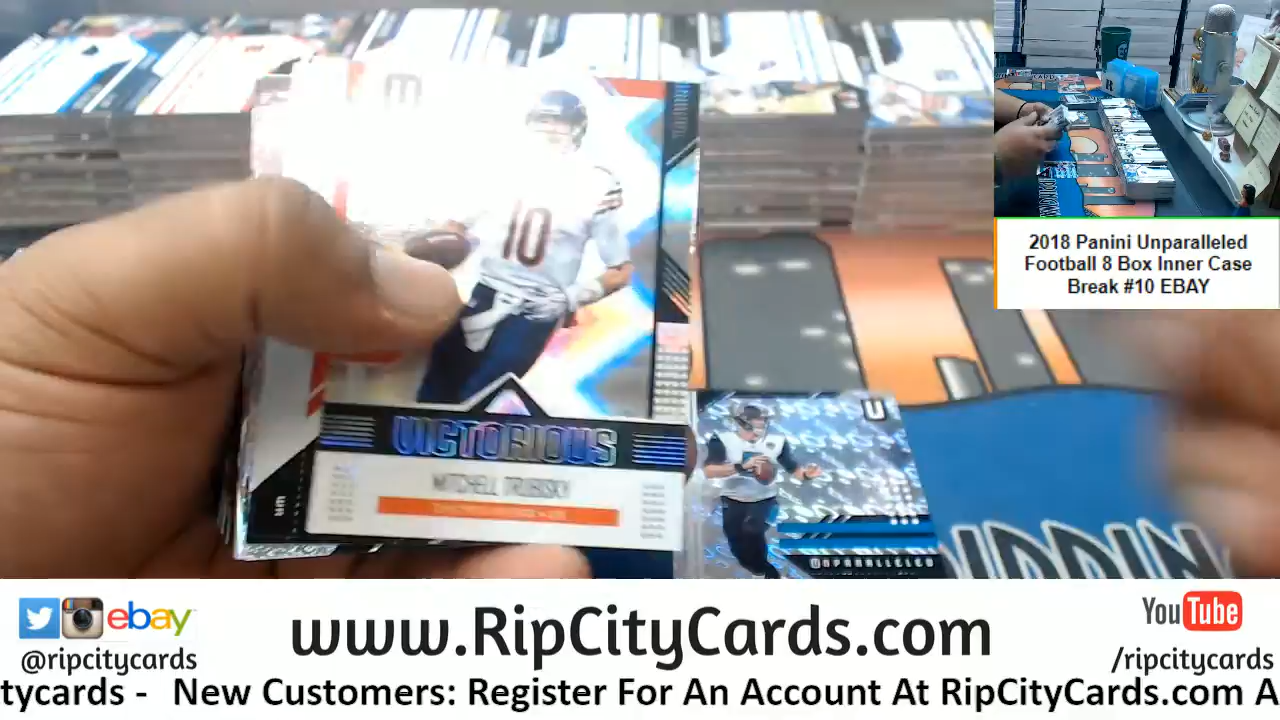 10
VICTORIOUS
MITCHELL TRUBISKY
um
U
UNPARALLELED
2018 Panini Unparalleled
Football 8 Box Inner Case
Break #10 EBAY
ebay
@ripcitycards
www.RipCityCards.com
YouTube
/ripcitycards
tycards - New Customers: Register For An Account At RipCityCards.com A